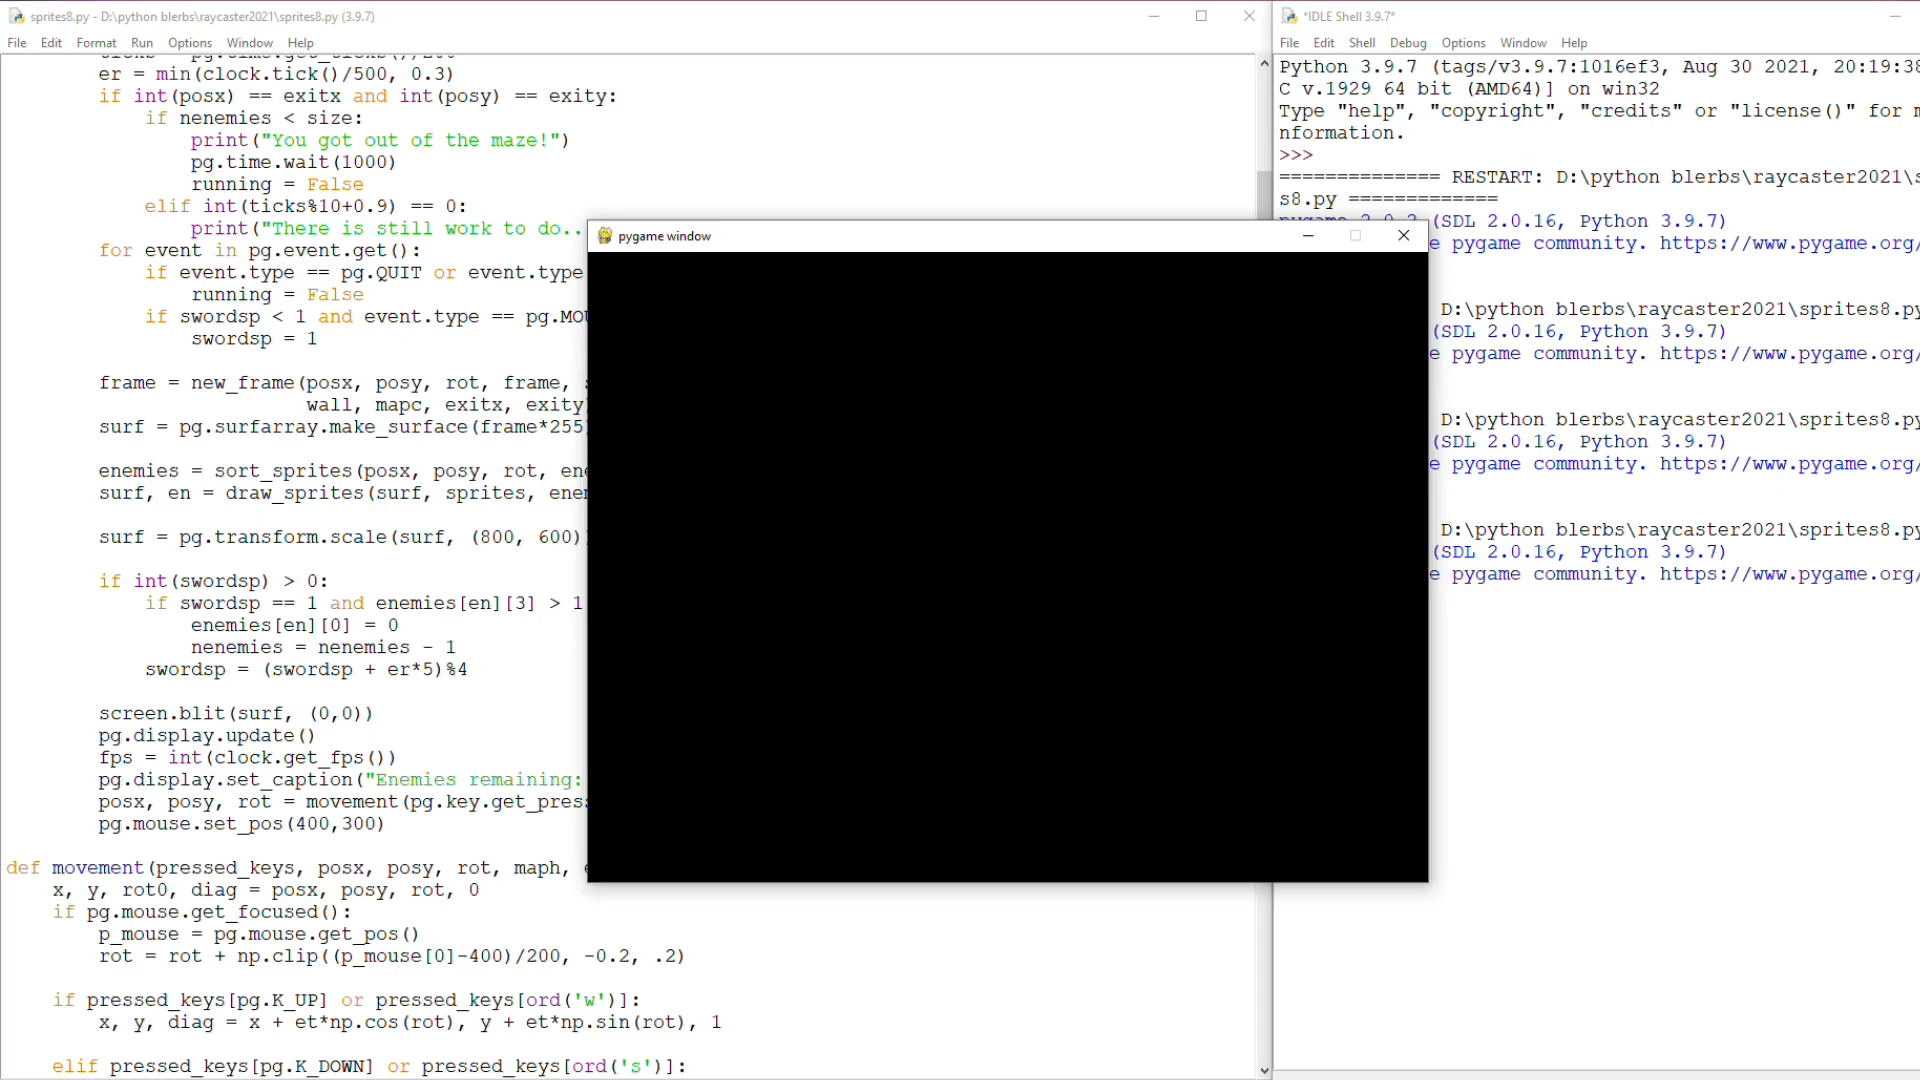 sprites8.py - D:\python blerbs\raycaster2021\sprites8.py (3.9.7)
File Edit Format Run Options Window Help
er = min(clock.tick()/500, 0.3)
if int(posx) == exitx and int(posy) == exity:
if nenemies < size:
print("You got out of the maze!")
pg.time.wait(1000)
running = False
elif int(ticks%10+0.9) == 0:
print("There is still work to do..
for event in pg.event.get():
if event.type == pg.QUIT or event.type
running = False
if swordsp < 1 and event.type == pg.MOU
swordsp = 1
frame = new_frame(posx, posy, rot, frame,
wall, mapc, exitx, exity
surf = pg.surfarray.make_surface(frame*255
enemies = sort_sprites(posx, posy, rot, ene
surf, en = draw_sprites(surf, sprites, enem
surf = pg.transform.scale(surf, (800, 600)
if int(swordsp) > 0:
if swordsp == 1 and enemies[en][3] > 1
enemies[en][0] = 0
nenemies = nenemies - 1
swordsp = (swordsp + er*5)%4
screen.blit(surf, (0,0))
pg.display.update()
fps = int(clock.get_fps())
pg.display.set_caption("Enemies remaining:
posx, posy, rot = movement(pg.key.get_press
pg.mouse.set_pos(400,300)
def movement(pressed_keys, posx, posy, rot, maph,
x, y, rot0, diag = posx, posy, rot, 0
if pg.mouse.get_focused():
p_mouse = pg.mouse.get_pos()
rot = rot + np.clip((p_mouse[0]-400)/200, -0.2, .2)
if pressed_keys[pg.K_UP] or pressed_keys[ord('w')]:
x, y, diag = x + et*np.cos(rot), y + et*np.sin(rot), 1
elif pressed_keys[pg.K_DOWN] or pressed_keys[ord('s')]:
pygame window
*IDLE Shell 3.9.7*
File Edit Shell Debug Options Window Help
Python 3.9.7 (tags/v3.9.7:1016ef3, Aug 30 2021, 20:19:38
C v.1929 64 bit (AMD64)] on win32
Type "help", "copyright", "credits" or "license()" for m
nformation.
>>>
============== RESTART: D:\python blerbs\raycaster2021\s
s8.py =============
(SDL 2.0.16, Python 3.9.7)
e pygame community. https://www.pygame.org/
D:\python blerbs\raycaster2021\sprites8.py
(SDL 2.0.16, Python 3.9.7)
e pygame community. https://www.pygame.org/
D:\python blerbs\raycaster2021\sprites8.py
(SDL 2.0.16, Python 3.9.7)
e pygame community. https://www.pygame.org/
D:\python blerbs\raycaster2021\sprites8.py
(SDL 2.0.16, Python 3.9.7)
e pygame community. https://www.pygame.org/